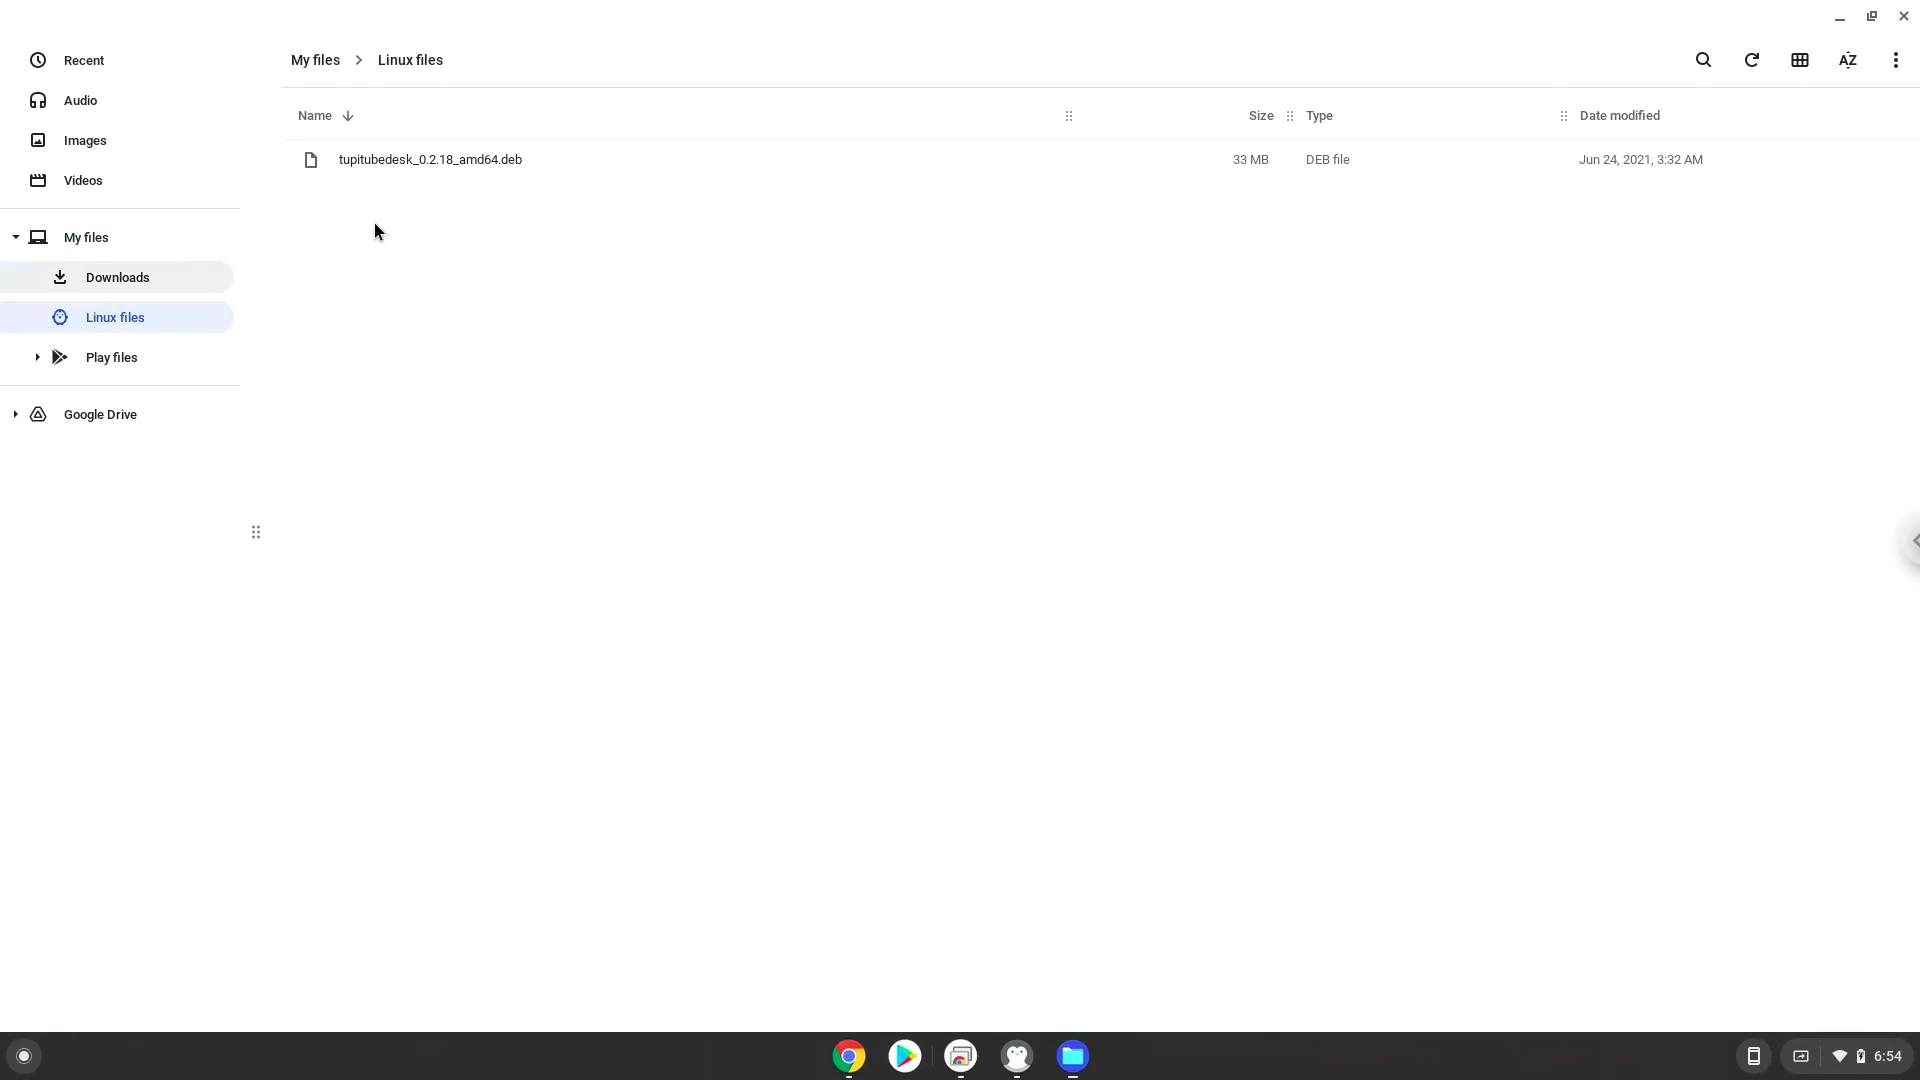 Recent
Audio
Images
Videos
My files
Downloads
Linux files
Play files
Google Drive
My files > Linux files
AZ
Name Size Type Date modified
tupitubedesk_0.2.18_amd64.deb 33 MB DEB file Jun 24, 2021, 3:32 AM
6:54